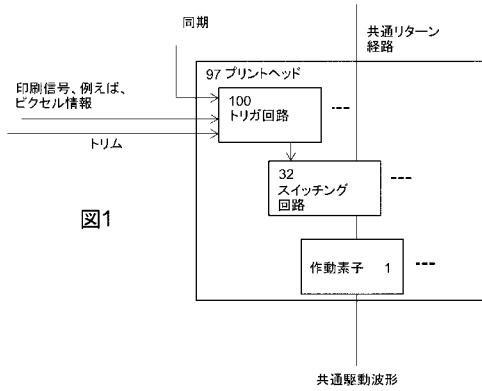 同期
共通リターン
経路
97 プリントヘッド
印刷信号、例えば、
ピクセル情報
100
トリガ回路
トリム
32
スイッチング
回路
図1
作動素子 1
共通駆動波形